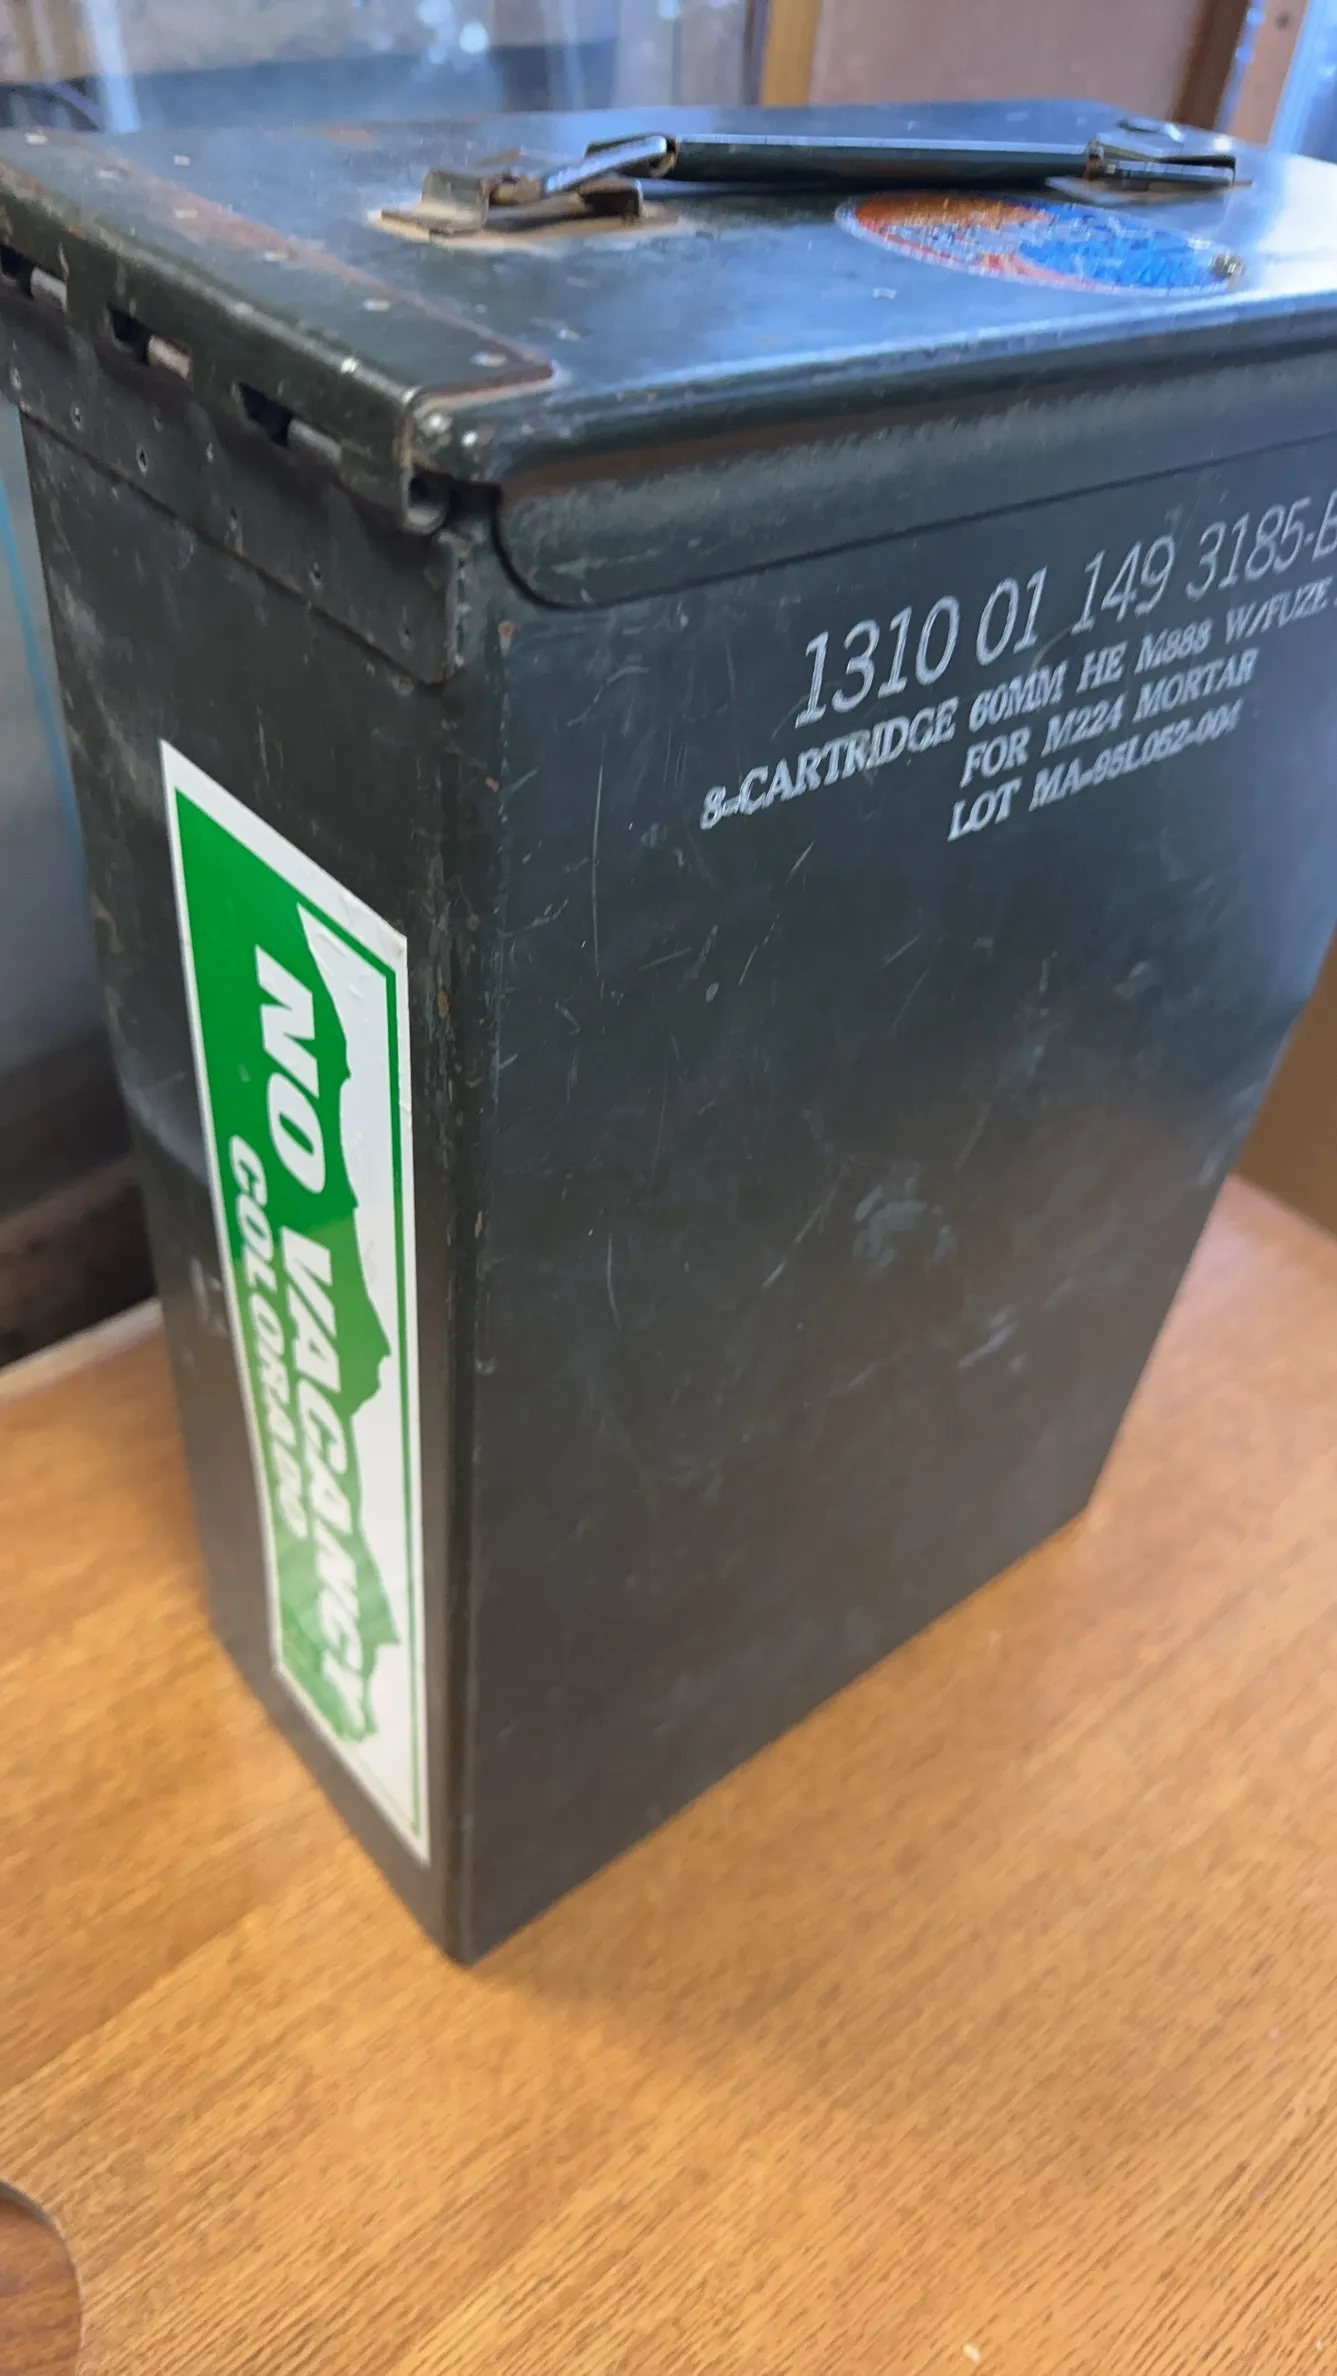 1310 01 149 3185-B
8-CARTRIDGE 60MM HE M888 W/FUZE
FOR M224 MORTAR
LOT MA-95L052-004
NO VACANCY
COLORADO